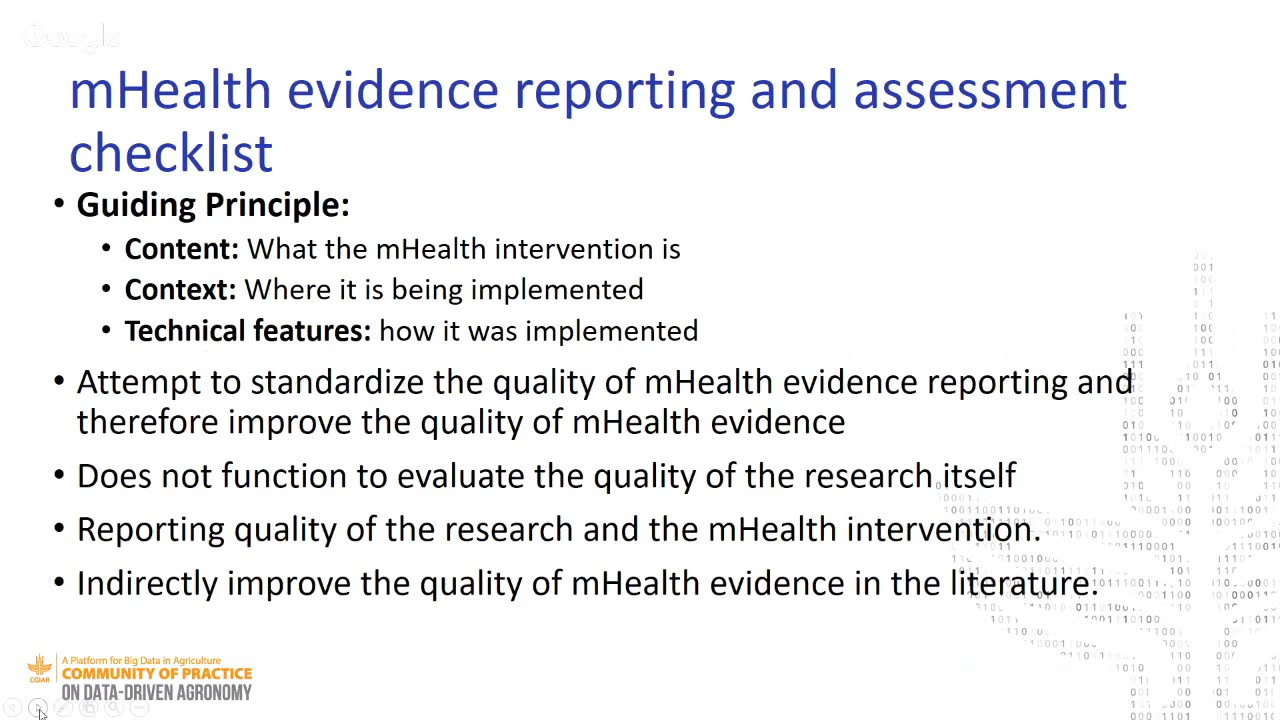 Google
mHealth evidence reporting and assessment
checklist
• Guiding Principle:
• Content: What the mHealth intervention is
• Context: Where it is being implemented
• Technical features: how it was implemented
• Attempt to standardize the quality of mHealth evidence reporting and
therefore improve the quality of mHealth evidence
• Does not function to evaluate the quality of the research itself
• Reporting quality of the research and the mHealth intervention.
• Indirectly improve the quality of mHealth evidence in the literature.
CGIAR
A Platform for Big Data in Agriculture
COMMUNITY OF PRACTICE
ON DATA-DRIVEN AGRONOMY